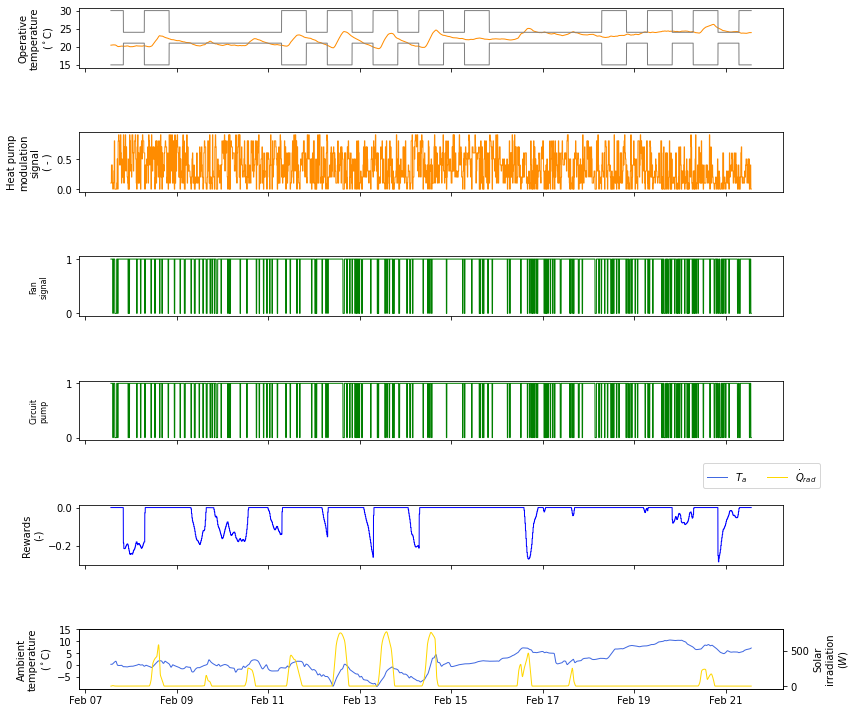 Operative
temperature
(°C)
30
25
20
15
Heat pump
modulation
signal
( - )
0.5
0.0
Fan
signal
1
0
Circuit
pump
1
0
T_a
Q̇_rad
Rewards
(-)
0.0
−0.2
Ambient
temperature
(°C)
15
10
5
0
−5
500
0
Solar
irradiation
(W)
Feb 07
Feb 09
Feb 11
Feb 13
Feb 15
Feb 17
Feb 19
Feb 21